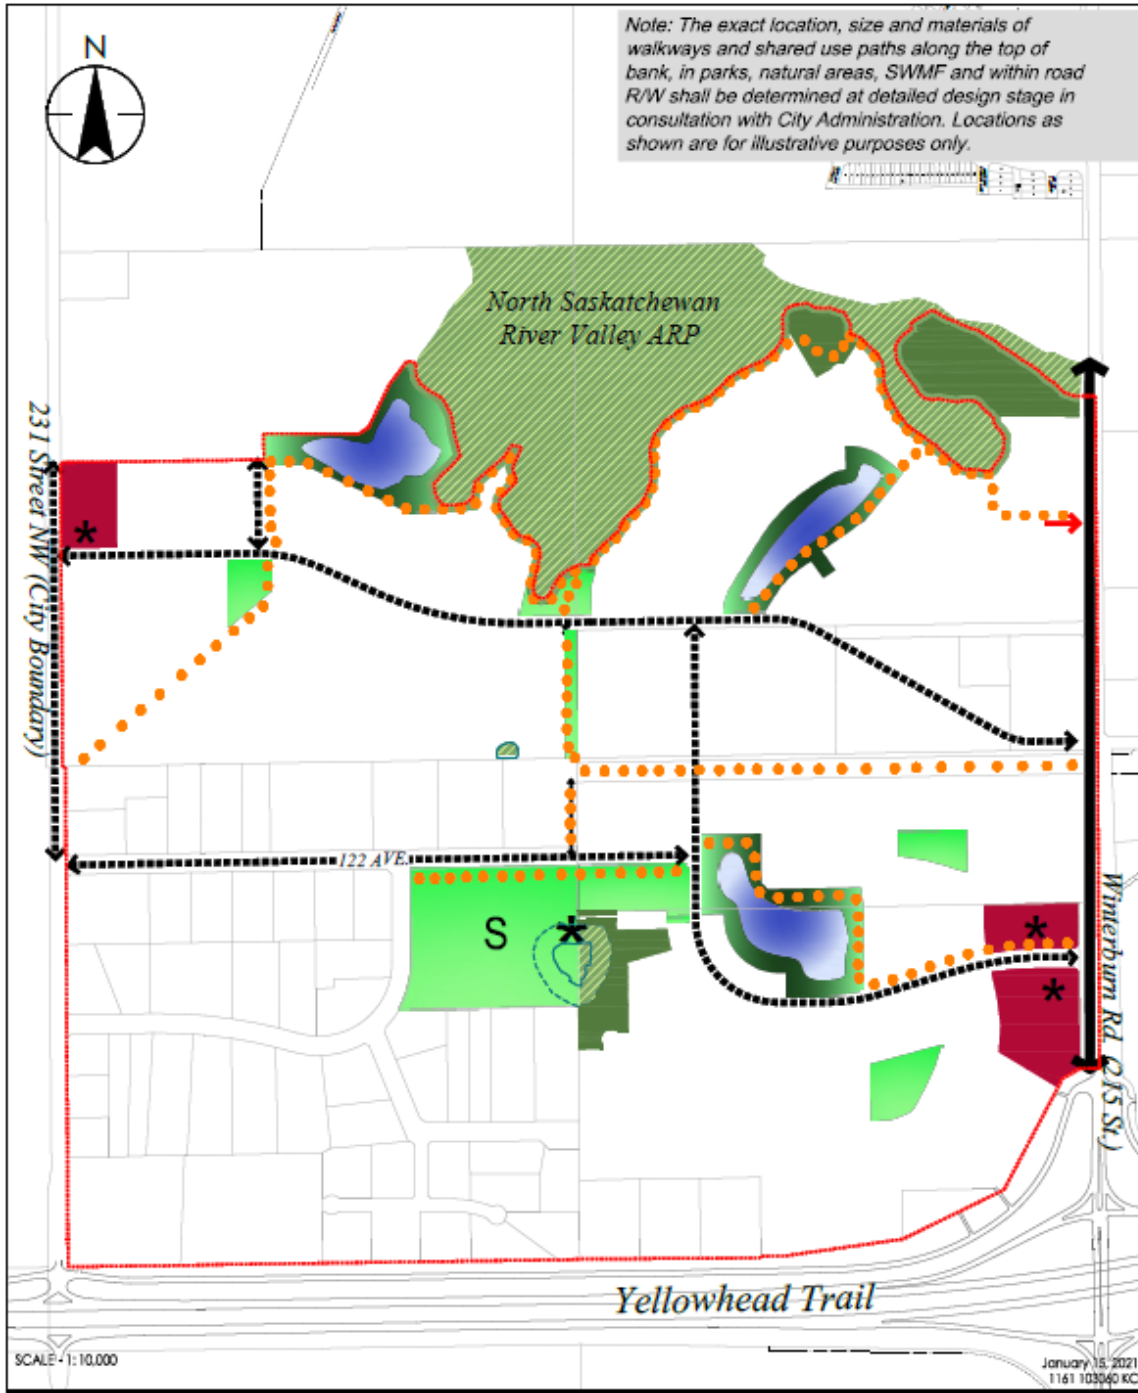 Note: The exact location, size and materials of
walkways and shared use paths along the top of
bank, in parks, natural areas, SWMF and within road
R/W shall be determined at detailed design stage in
consultation with City Administration. Locations as
shown are for illustrative purposes only.
N
North Saskatchewan
River Valley ARP
231 Street NW (City Boundary)
*
122 AVE.
S
*
*
*
Winterburn Rd. (215 St.)
Yellowhead Trail
SCALE - 1:10,000
January 15, 2021
1161 103060 KC